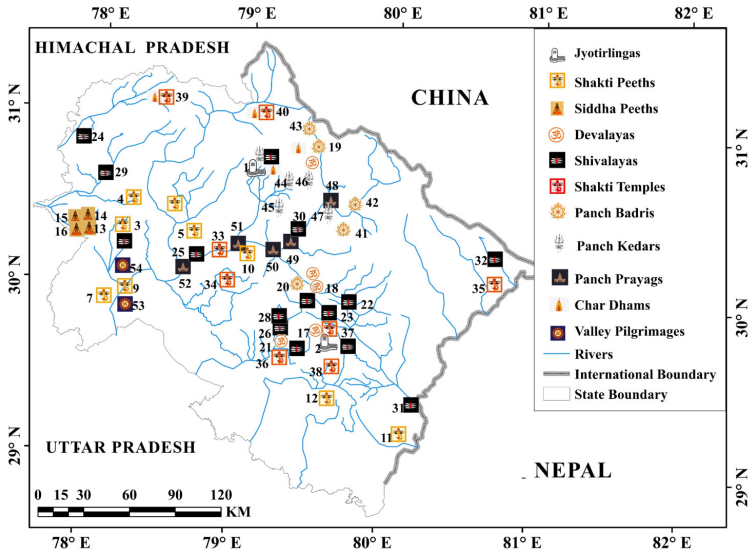 78° E 79° E 80° E 81° E 82° E
HIMACHAL PRADESH
CHINA
31° N
31° N
30° N
30° N
29° N
29° N
39
40
43
19
24
1
29
44
46
4
45
47
48
42
15
14
3
16
13
5
51
30
41
33
25
10
50
49
32
54
52
34
35
9
20
18
7
53
22
28
23
26
17
37
21
2
36
38
12
31
11
UTTAR PRADESH
NEPAL
0 15 30 60 90 120
KM
78° E 79° E 80° E 81° E 82° E
Jyotirlingas
Shakti Peeths
Siddha Peeths
Devalayas
Shivalayas
Shakti Temples
Panch Badris
Panch Kedars
Panch Prayags
Char Dhams
Valley Pilgrimages
Rivers
International Boundary
State Boundary